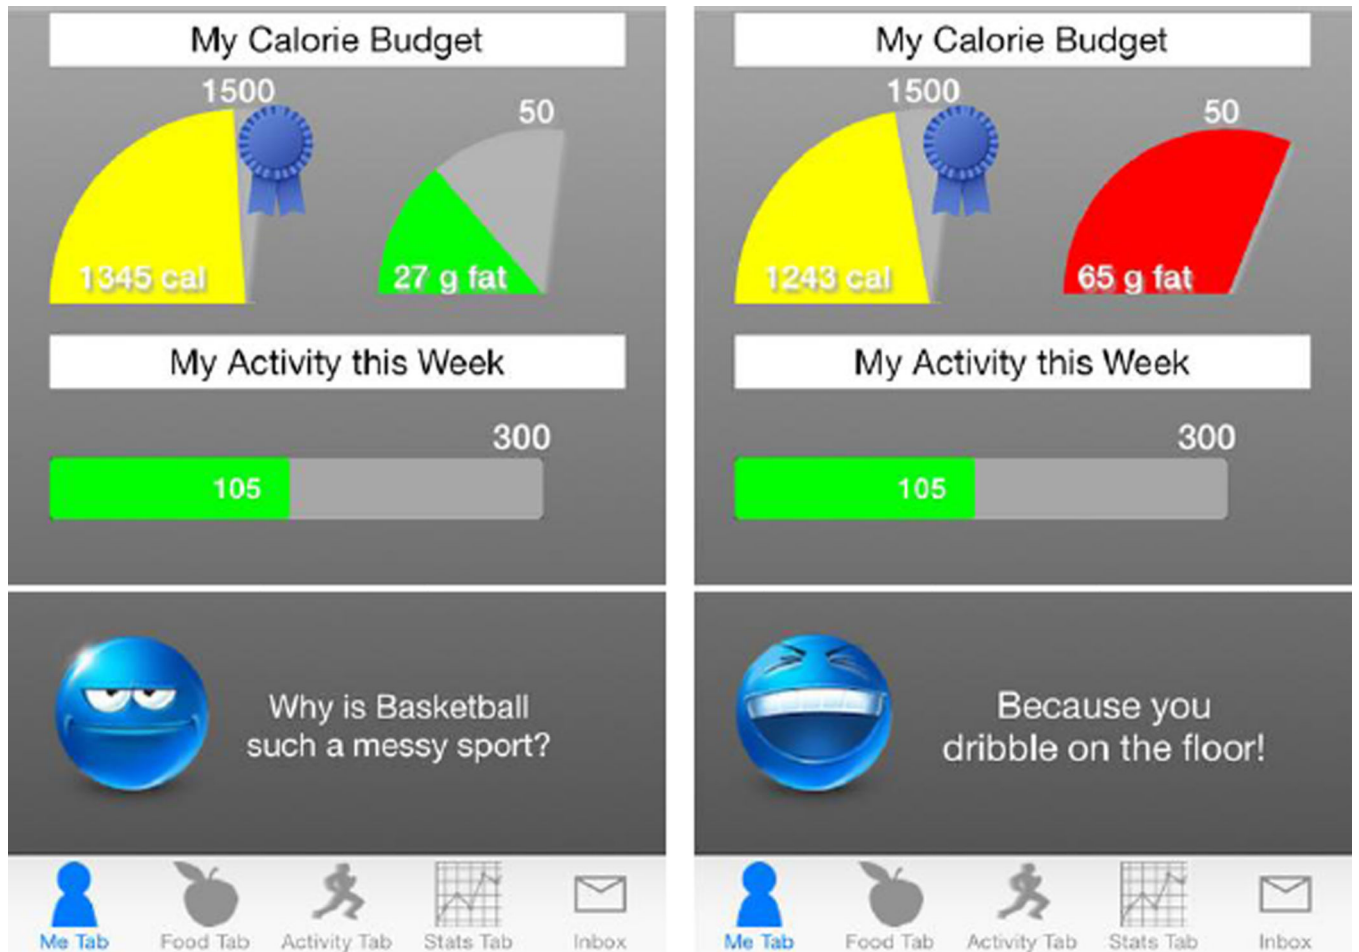 My Calorie Budget
1500
50
1345 cal
27 g fat
My Activity this Week
300
105
Why is Basketball
such a messy sport?
Me Tab
Food Tab
Activity Tab
Stats Tab
Inbox
My Calorie Budget
1500
50
1243 cal
65 g fat
My Activity this Week
300
105
Because you
dribble on the floor!
Me Tab
Food Tab
Activity Tab
Stats Tab
Inbox